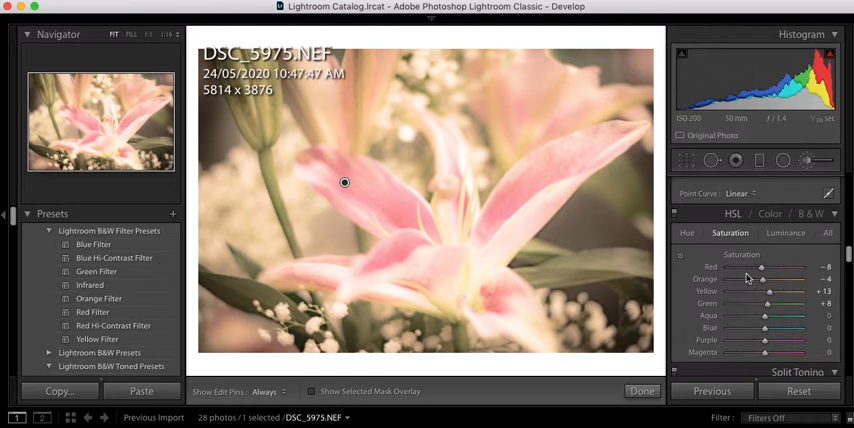 Lightroom Catalog.lrcat - Adobe Photoshop Lightroom Classic - Develop
Navigator FIT FILL 1:1 1:16
Histogram
DSC_5975.NEF
24/05/2020 10:47:47 AM
5814 x 3876
ISO 200 50 mm ƒ / 1.4 sec
Original Photo
Point Curve : Linear
Presets +
HSL / Color / B & W
Hue Saturation Luminance All
Saturation
Red - 8
Orange - 4
Yellow + 13
Green + 8
Aqua 0
Blue 0
Purple 0
Magenta 0
Split Toning
Lightroom B&W Filter Presets
Blue Filter
Blue Hi-Contrast Filter
Green Filter
Infrared
Orange Filter
Red Filter
Red Hi-Contrast Filter
Yellow Filter
Lightroom B&W Presets
Lightroom B&W Toned Presets
Copy... Paste
Show Edit Pins : Always Show Selected Mask Overlay Done
Previous Reset
1 2 Previous Import 28 photos / 1 selected / DSC_5975.NEF Filter : Filters Off